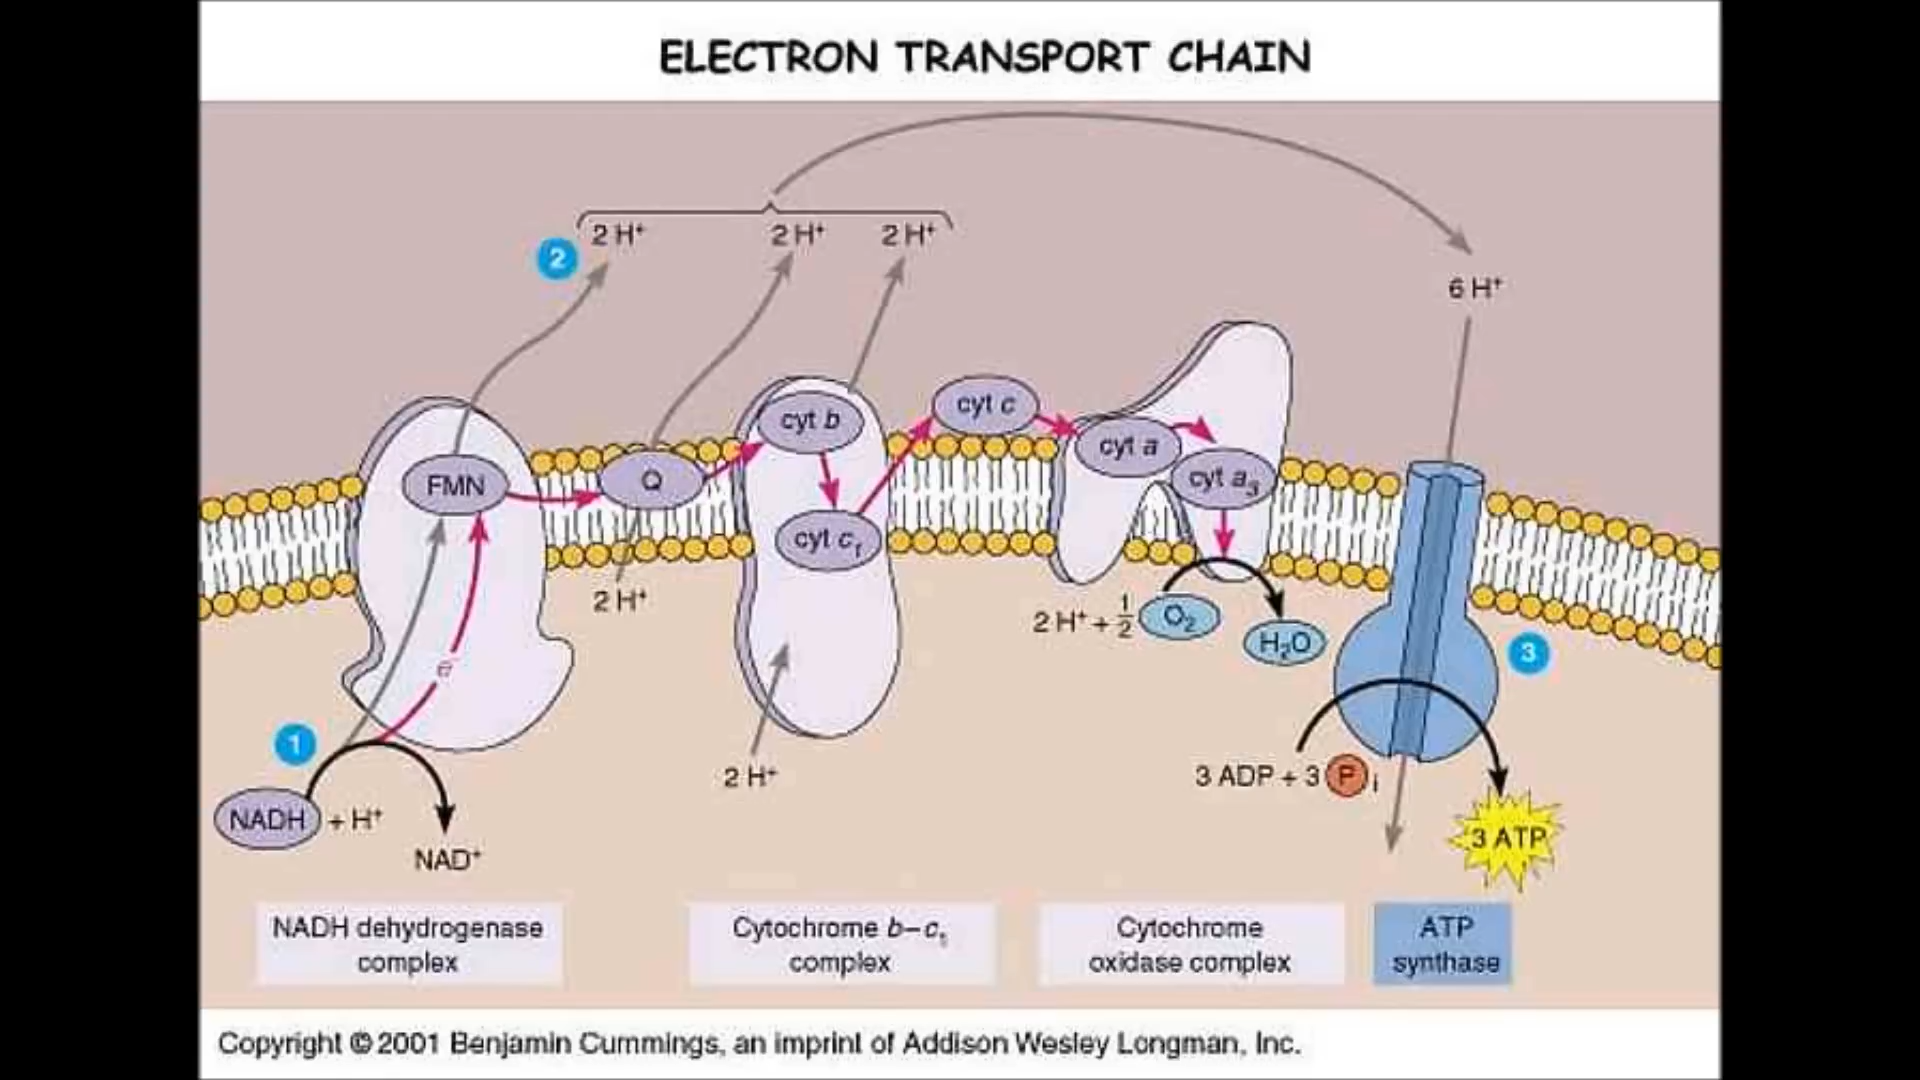 ELECTRON TRANSPORT CHAIN
2 H⁺ 2 H⁺ 2 H⁺
2
6 H⁺
cyt b
cyt c
cyt a
FMN
Q
cyt a₃
cyt c₁
2 H⁺
2 H⁺ + 1/2 O₂
H₂O
3
e⁻
1
2 H⁺
3 ADP + 3 P i
NADH + H⁺
3 ATP
NAD⁺
NADH dehydrogenase
complex
Cytochrome b–c₁
complex
Cytochrome
oxidase complex
ATP
synthase
Copyright © 2001 Benjamin Cummings, an imprint of Addison Wesley Longman, Inc.